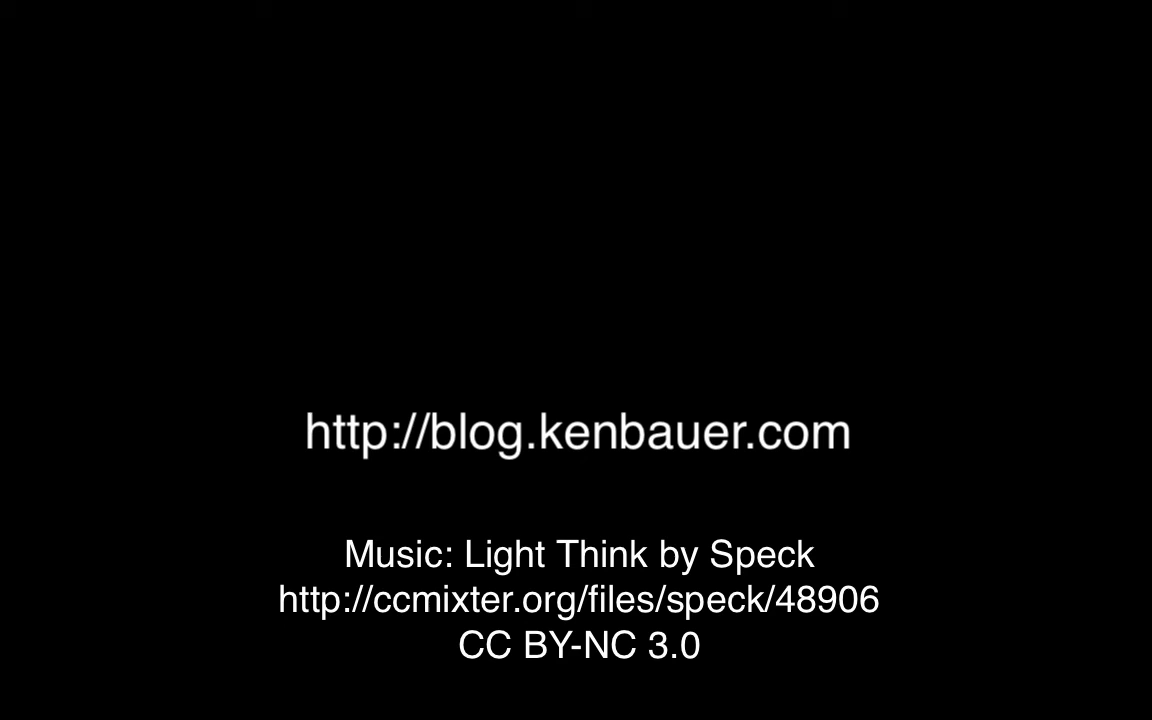 http://blog.kenbauer.com
Music: Light Think by Speck
http://ccmixter.org/files/speck/48906
CC BY-NC 3.0